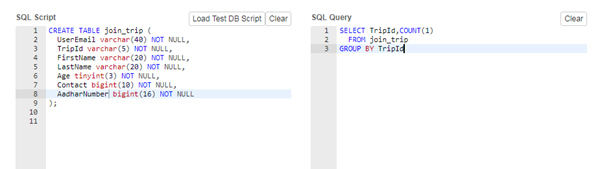 SQL Script
Load Test DB Script
Clear
1 CREATE TABLE join_trip (
2 UserEmail varchar(40) NOT NULL,
3 TripId varchar(5) NOT NULL,
4 FirstName varchar(20) NOT NULL,
5 LastName varchar(20) NOT NULL,
6 Age tinyint(3) NOT NULL,
7 Contact bigint(10) NOT NULL,
8 AadharNumber bigint(16) NOT NULL
9 );
10
11
SQL Query
Clear
1 SELECT TripId,COUNT(1)
2 FROM join_trip
3 GROUP BY TripId